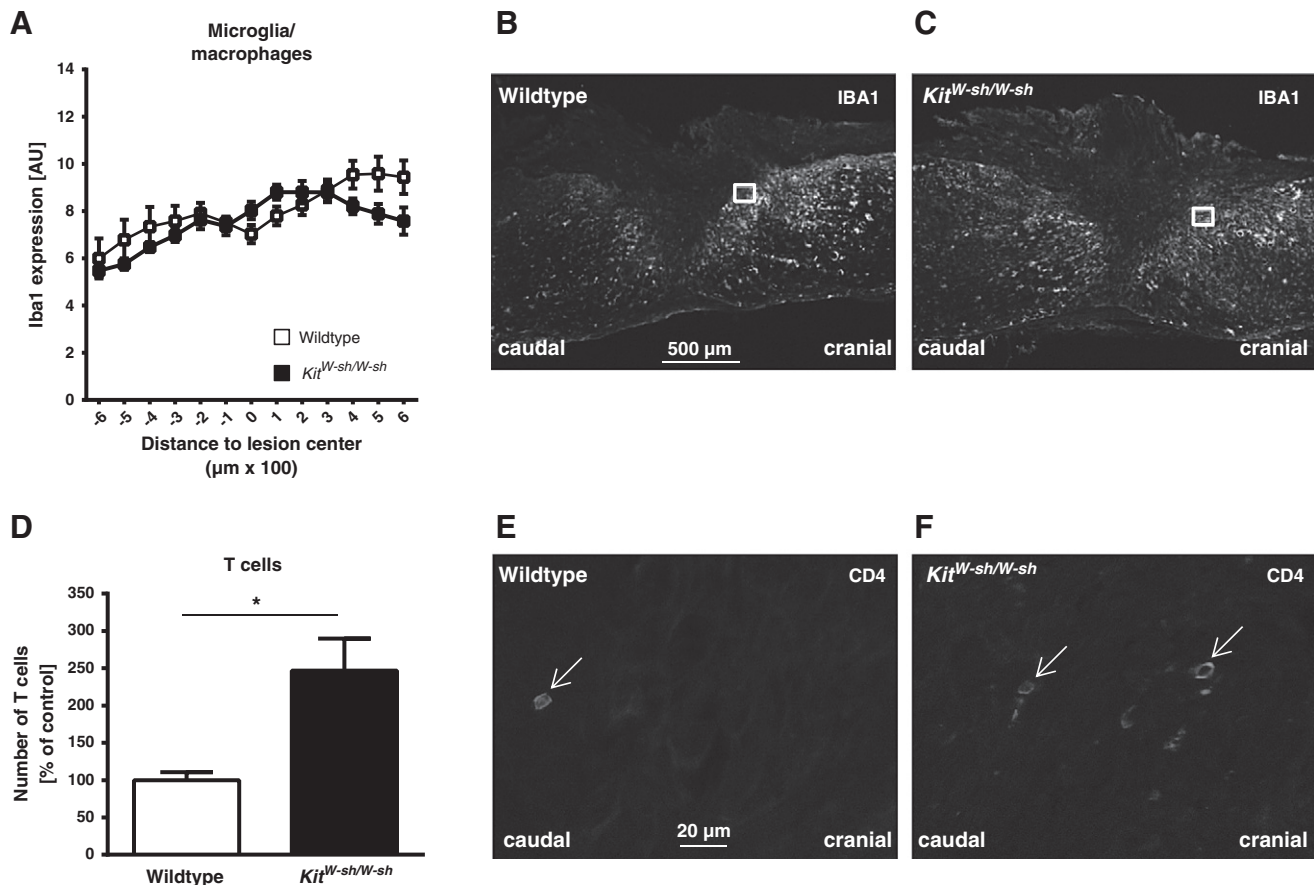 A
Microglia/
macrophages
14
12
10
8
6
4
2
0
Iba1 expression [AU]
Wildtype
Kit^W-sh/W-sh
-6 -5 -4 -3 -2 -1 0 1 2 3 4 5 6
Distance to lesion center
(µm x 100)
B
Wildtype IBA1
caudal 500 µm cranial
C
Kit^W-sh/W-sh IBA1
caudal cranial
D
T cells
350
300
250
200
150
100
50
0
Number of T cells
[% of control]
*
Wildtype Kit^W-sh/W-sh
E
Wildtype CD4
caudal 20 µm cranial
F
Kit^W-sh/W-sh CD4
caudal cranial